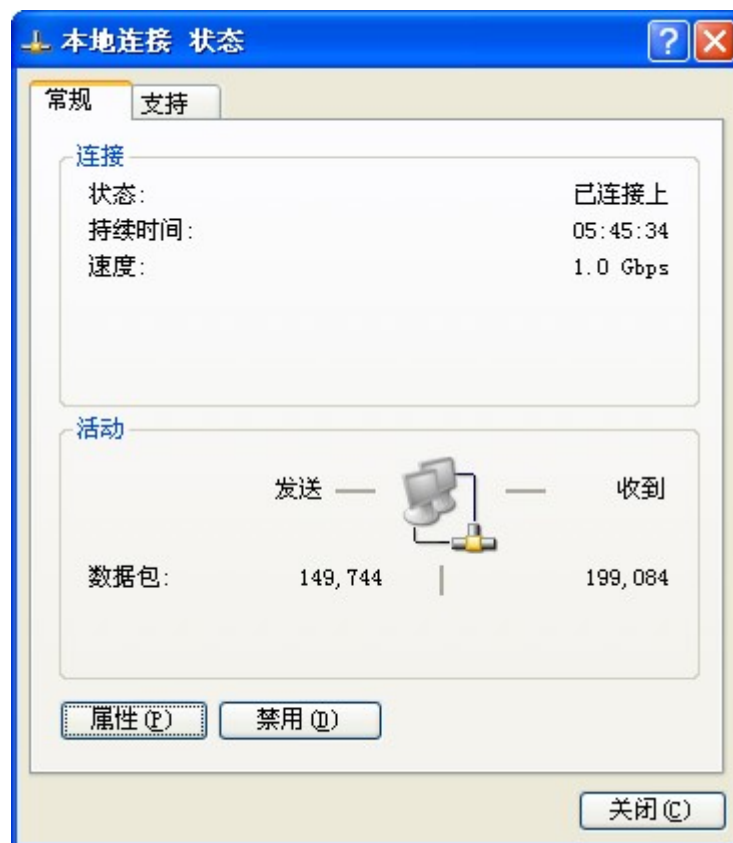 本地连接 状态
常规 支持
连接
状态: 已连接上
持续时间: 05:45:34
速度: 1.0 Gbps
活动
发送 收到
数据包: 149,744 199,084
属性(P) 禁用(D)
关闭(C)